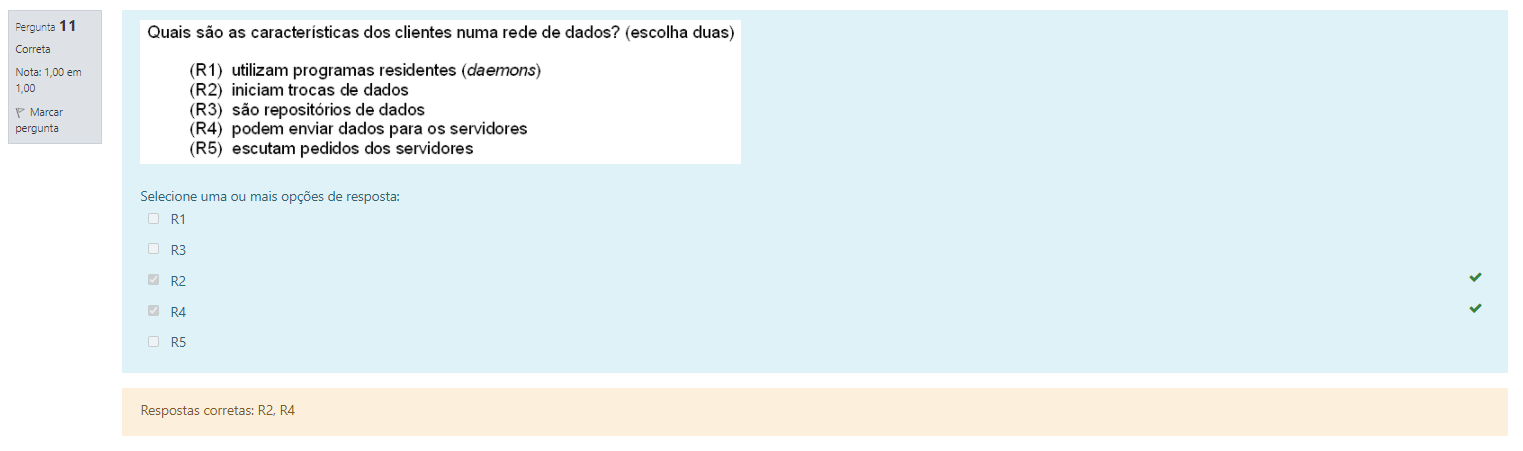 Pergunta 11
Correta
Nota: 1,00 em
1,00
Marcar
pergunta
Quais são as características dos clientes numa rede de dados? (escolha duas)
(R1) utilizam programas residentes (daemons)
(R2) iniciam trocas de dados
(R3) são repositórios de dados
(R4) podem enviar dados para os servidores
(R5) escutam pedidos dos servidores
Selecione uma ou mais opções de resposta:
R1
R3
R2
R4
R5
Respostas corretas: R2, R4